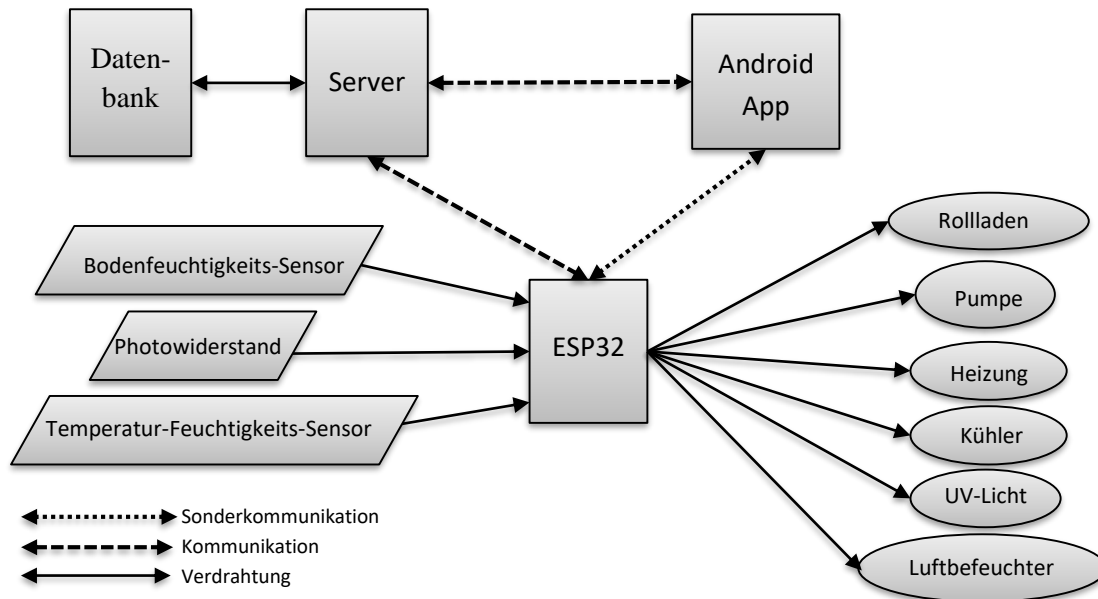 Daten-
bank
Server
Android
App
Rollladen
Bodenfeuchtigkeits-Sensor
Pumpe
Photowiderstand
ESP32
Heizung
Temperatur-Feuchtigkeits-Sensor
Kühler
UV-Licht
Sonderkommunikation
Kommunikation
Luftbefeuchter
Verdrahtung